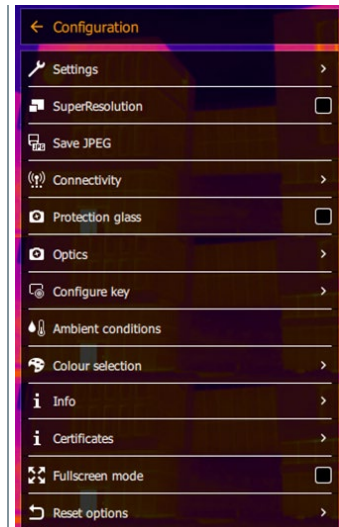 Configuration
Settings
SuperResolution
JPG
Save JPEG
Connectivity
Protection glass
Optics
Configure key
Ambient conditions
Colour selection
Info
Certificates
Fullscreen mode
Reset options